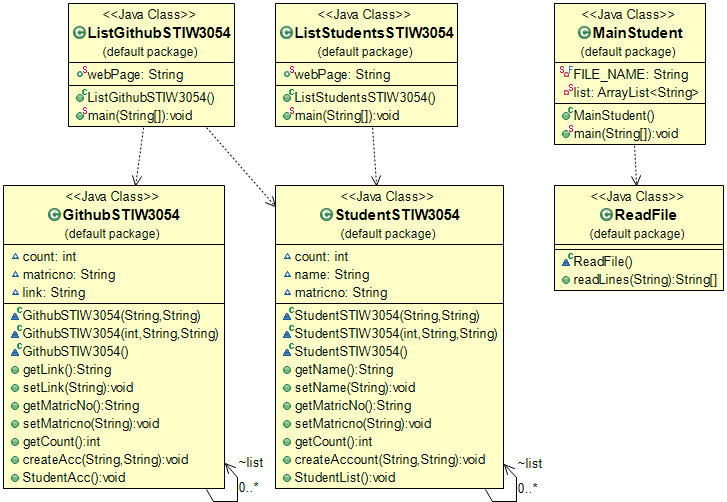 <<Java Class>>
ListGithubSTIW3054
(default package)
webPage: String
ListGithubSTIW3054()
main(String[]):void
<<Java Class>>
ListStudentsSTIW3054
(default package)
webPage: String
ListStudentsSTIW3054()
main(String[]):void
<<Java Class>>
MainStudent
(default package)
FILE_NAME: String
list: ArrayList<String>
MainStudent()
main(String[]):void
<<Java Class>>
GithubSTIW3054
(default package)
count: int
matricno: String
link: String
GithubSTIW3054(String,String)
GithubSTIW3054(int,String,String)
GithubSTIW3054()
getLink():String
setLink(String):void
getMatricNo():String
setMatricno(String):void
getCount():int
createAcc(String,String):void
StudentAcc():void
~list
0..*
<<Java Class>>
StudentSTIW3054
(default package)
count: int
name: String
matricno: String
StudentSTIW3054(String,String)
StudentSTIW3054(int,String,String)
StudentSTIW3054()
getName():String
setName(String):void
getMatricNo():String
setMatricno(String):void
getCount():int
createAccount(String,String):void
StudentList():void
~list
0..*
<<Java Class>>
ReadFile
(default package)
ReadFile()
readLines(String):String[]